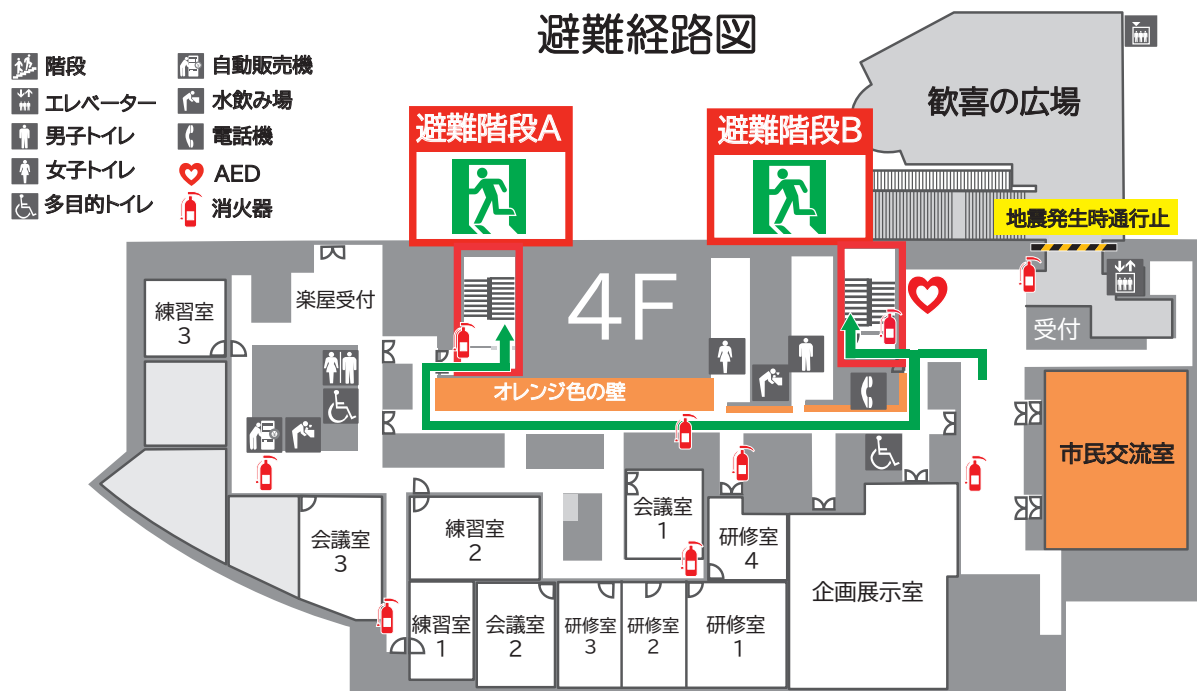 避難経路図
階段
エレベーター
男子トイレ
女子トイレ
多目的トイレ
自動販売機
水飲み場
電話機
AED
消火器
避難階段A
避難階段B
歓喜の広場
地震発生時通行止
4F
楽屋受付
練習室
3
受付
オレンジ色の壁
市民交流室
会議室
3
練習室
2
会議室
1
研修室
4
企画展示室
練習室
1
会議室
2
研修室
3
研修室
2
研修室
1